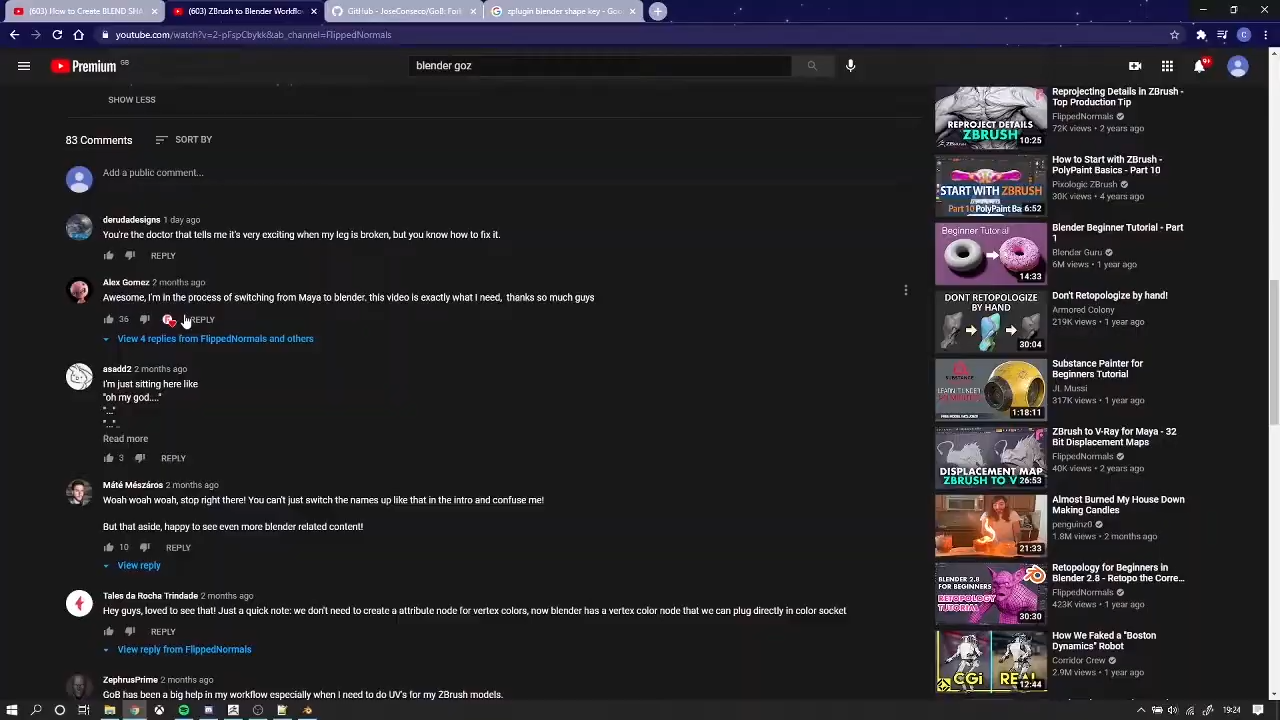 (603) How to Create BLEND SHA
(603) ZBrush to Blender Workflow
GitHub - JoseConseco/GoB: Fork
zplugin blender shape key - Goo
youtube.com/watch?v=2-pFspCbykk&ab_channel=FlippedNormals
C
Premium GB
blender goz
9+
SHOW LESS
83 Comments
SORT BY
Add a public comment...
derudadesigns 1 day ago
You're the doctor that tells me it's very exciting when my leg is broken, but you know how to fix it.
REPLY
Alex Gomez 2 months ago
Awesome, I'm in the process of switching from Maya to blender. this video is exactly what I need, thanks so much guys
36
REPLY
View 4 replies from FlippedNormals and others
asadd2 2 months ago
I'm just sitting here like
"oh my god...."
"..."
Read more
3
REPLY
Máté Mészáros 2 months ago
Woah woah woah, stop right there! You can't just switch the names up like that in the intro and confuse me!
But that aside, happy to see even more blender related content!
10
REPLY
View reply
Tales da Rocha Trindade 2 months ago
Hey guys, loved to see that! Just a quick note: we don't need to create a attribute node for vertex colors, now blender has a vertex color node that we can plug directly in color socket
REPLY
View reply from FlippedNormals
ZephrusPrime 2 months ago
GoB has been a big help in my workflow especially when I need to do UV's for my ZBrush models.
REPROJECT DETAILS
ZBRUSH
10:25
Reprojecting Details in ZBrush -
Top Production Tip
FlippedNormals
72K views • 2 years ago
START WITH ZBRUSH
Part 10 PolyPaint Ba
6:52
How to Start with ZBrush -
PolyPaint Basics - Part 10
Pixologic ZBrush
30K views • 4 years ago
Beginner Tutorial
14:33
Blender Beginner Tutorial - Part
1
Blender Guru
6M views • 1 year ago
DONT RETOPOLOGIZE
BY HAND
30:04
Don't Retopologize by hand!
Armored Colony
219K views • 1 year ago
SUBSTANCE
1:18:11
Substance Painter for
Beginners Tutorial
JL Mussi
317K views • 1 year ago
DISPLACEMENT MAP
ZBRUSH TO V
26:53
ZBrush to V-Ray for Maya - 32
Bit Displacement Maps
FlippedNormals
40K views • 2 years ago
21:33
Almost Burned My House Down
Making Candles
penguinz0
1.8M views • 2 months ago
BLENDER 2.8
FOR BEGINNERS
RETOPOLOGY
TUTORIAL
30:30
Retopology for Beginners in
Blender 2.8 - Retopo the Corre...
FlippedNormals
423K views • 1 year ago
CGi
REAL
12:44
How We Faked a "Boston
Dynamics" Robot
Corridor Crew
2.9M views • 1 year ago
19:24